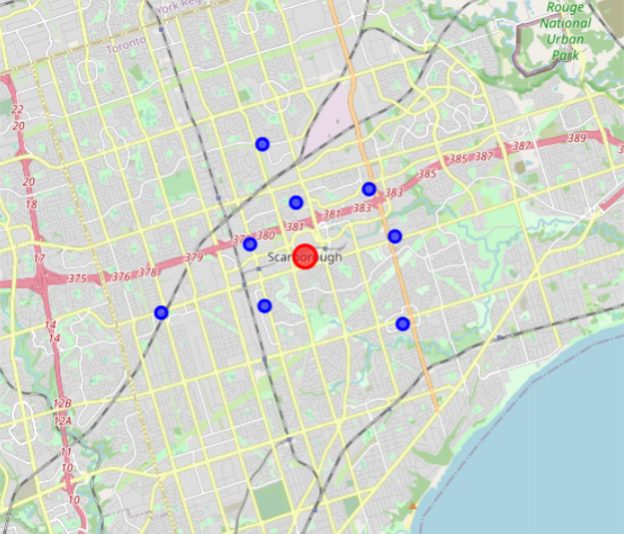 Rouge
National
Urban
Park
York Reg
Toronto
22
20
389
387
385 387
385
20
383
18
383
381
381
380
379
17
Scarborough
375
376
378
14
14
12B
12A
11
10
10